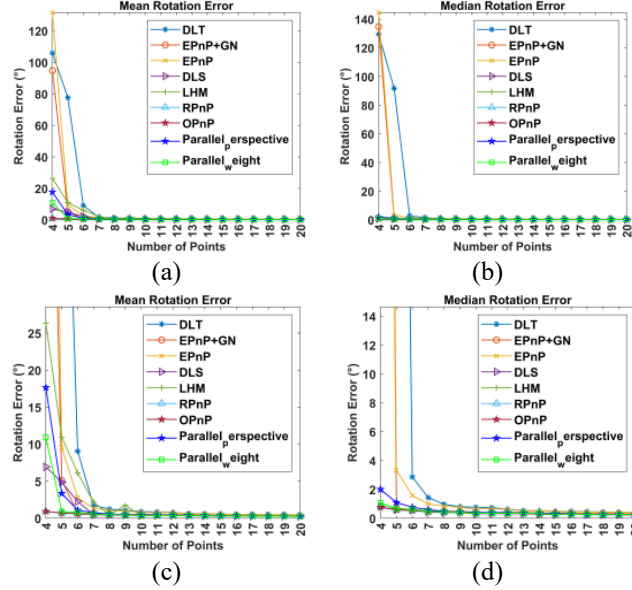 Mean Rotation Error
Rotation Error (°)
120
100
80
60
40
20
0
4 5 6 7 8 9 10 11 12 13 14 15 16 17 18 19 20
Number of Points
DLT
EPnP+GN
EPnP
DLS
LHM
RPnP
OPnP
Parallel_perspective
Parallel_weight
(a)
Median Rotation Error
Rotation Error (°)
140
120
100
80
60
40
20
0
4 5 6 7 8 9 10 11 12 13 14 15 16 17 18 19 20
Number of Points
DLT
EPnP+GN
EPnP
DLS
LHM
RPnP
OPnP
Parallel_perspective
Parallel_weight
(b)
Mean Rotation Error
Rotation Error (°)
25
20
15
10
5
0
4 5 6 7 8 9 10 11 12 13 14 15 16 17 18 19 20
Number of Points
DLT
EPnP+GN
EPnP
DLS
LHM
RPnP
OPnP
Parallel_perspective
Parallel_weight
(c)
Median Rotation Error
Rotation Error (°)
14
12
10
8
6
4
2
0
4 5 6 7 8 9 10 11 12 13 14 15 16 17 18 19 20
Number of Points
DLT
EPnP+GN
EPnP
DLS
LHM
RPnP
OPnP
Parallel_perspective
Parallel_weight
(d)